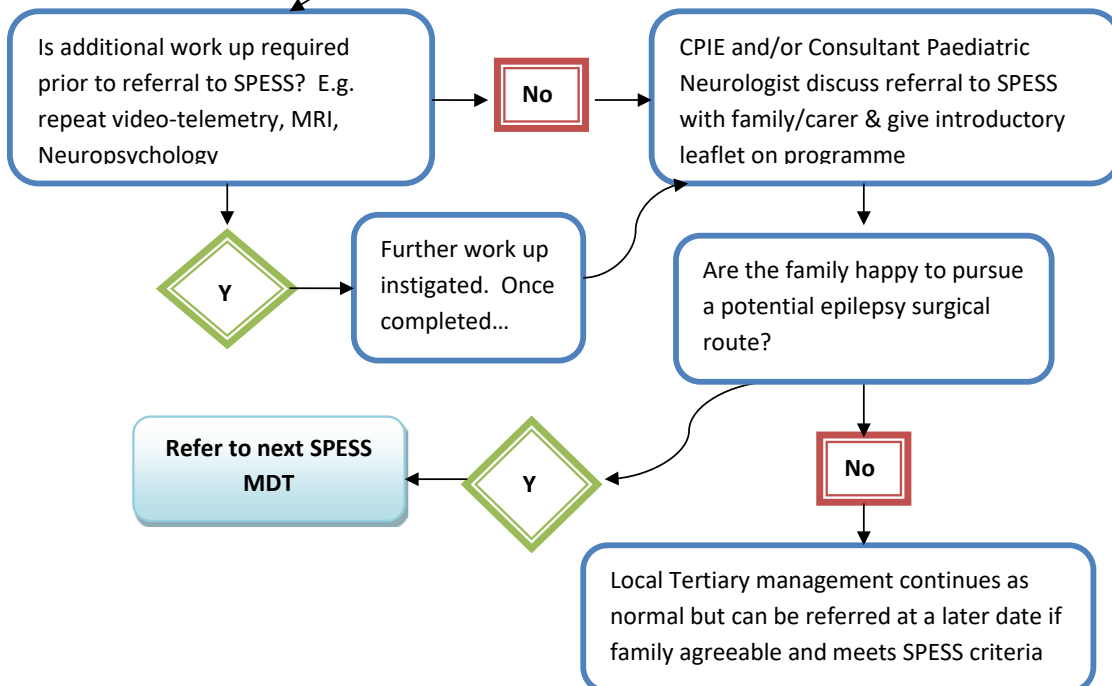 Is additional work up required
prior to referral to SPESS?  E.g.
repeat video-telemetry, MRI,
Neuropsychology
No
CPIE and/or Consultant Paediatric
Neurologist discuss referral to SPESS
with family/carer & give introductory
leaflet on programme
Y
Further work up
instigated.  Once
completed…
Are the family happy to pursue
a potential epilepsy surgical
route?
Refer to next SPESS
MDT
Y
No
Local Tertiary management continues as
normal but can be referred at a later date if
family agreeable and meets SPESS criteria